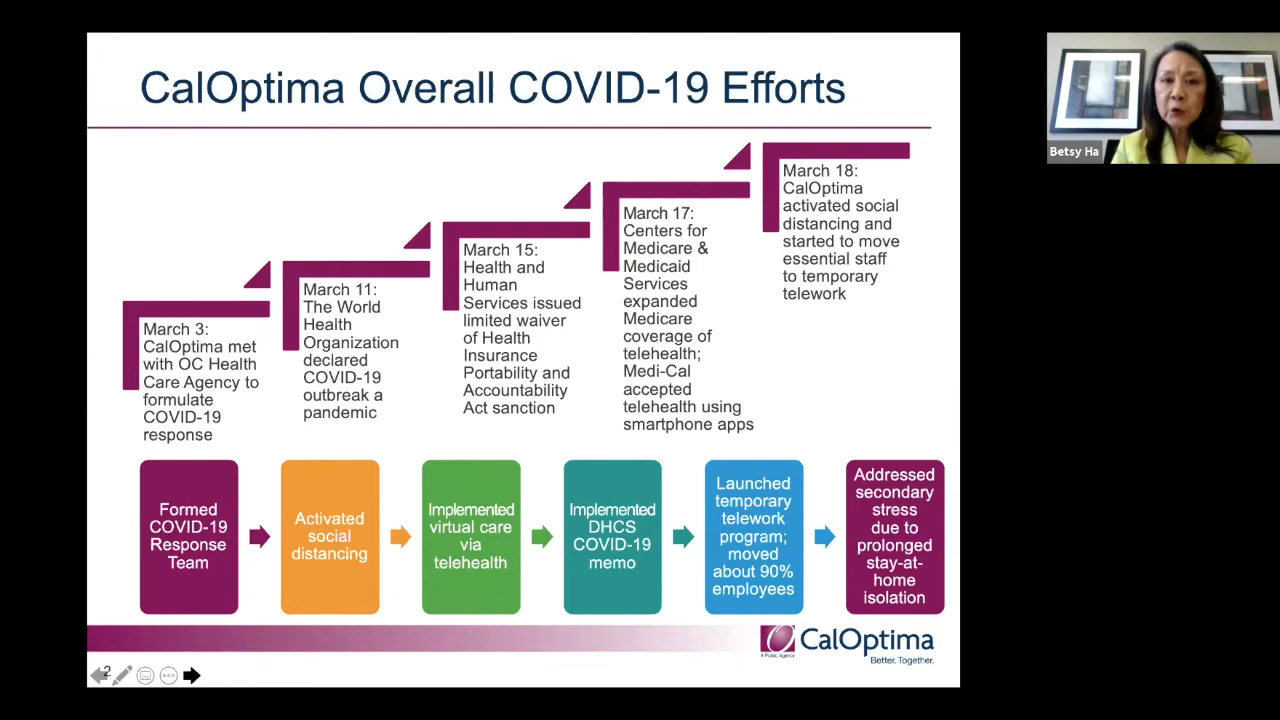 CalOptima Overall COVID-19 Efforts
March 3:
CalOptima met
with OC Health
Care Agency to
formulate
COVID-19
response
March 11:
The World
Health
Organization
declared
COVID-19
outbreak a
pandemic
March 15:
Health and
Human
Services issued
limited waiver
of Health
Insurance
Portability and
Accountability
Act sanction
March 17:
Centers for
Medicare &
Medicaid
Services
expanded
Medicare
coverage of
telehealth;
Medi-Cal
accepted
telehealth using
smartphone apps
March 18:
CalOptima
activated social
distancing and
started to move
essential staff
to temporary
telework
Formed
COVID-19
Response
Team
Activated
social
distancing
Implemented
virtual care
via
telehealth
Implemented
DHCS
COVID-19
memo
Launched
temporary
telework
program;
moved
about 90%
employees
Addressed
secondary
stress
due to
prolonged
stay-at-
home
isolation
A Public Agency
CalOptima
Better. Together.
2
Betsy Ha